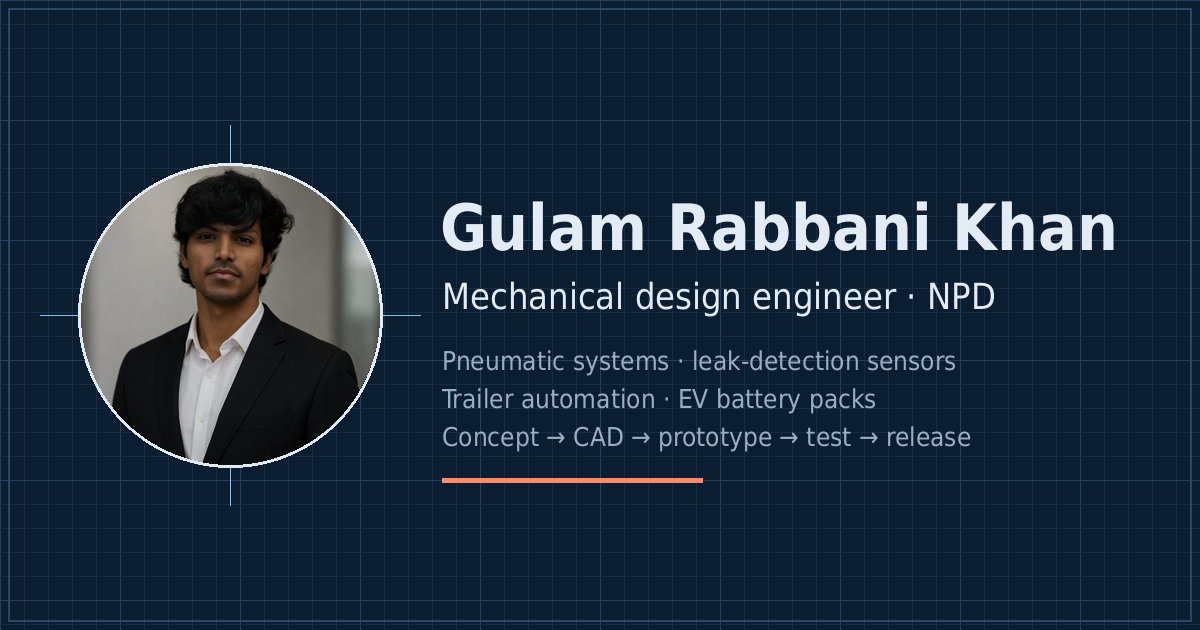 Gulam Rabbani Khan
Mechanical design engineer · NPD
Pneumatic systems · leak-detection sensors
Trailer automation · EV battery packs
Concept → CAD → prototype → test → release